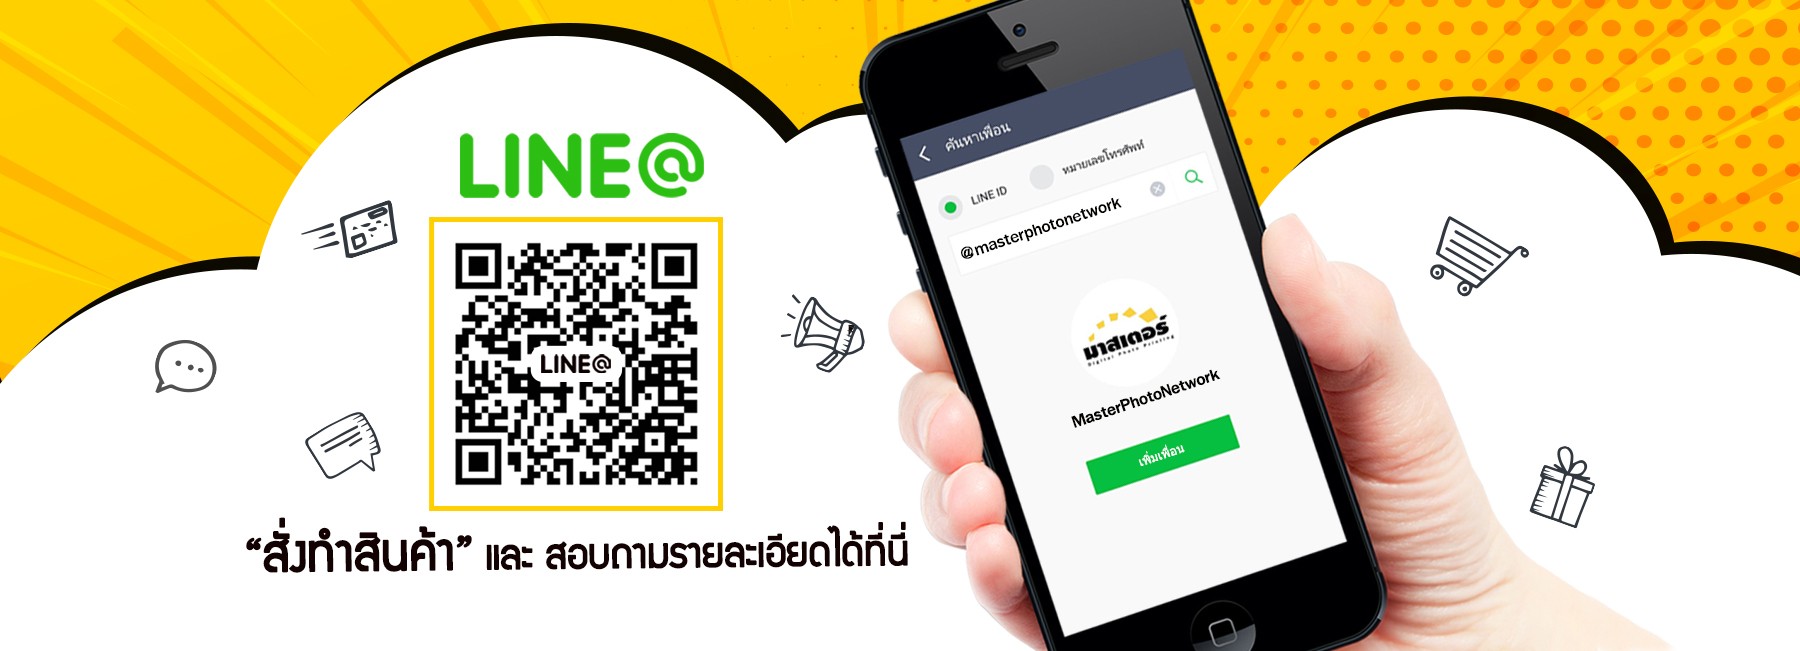 LINE@
LINE@
“สั่งทำสินค้า” และ สอบถามรายละเอียดได้ที่นี่
ค้นหาเพื่อน
LINE ID
หมายเลขโทรศัพท์
@masterphotonetwork
มาสเตอร์
Digital Photo Printing
MasterPhotoNetwork
เพิ่มเพื่อน